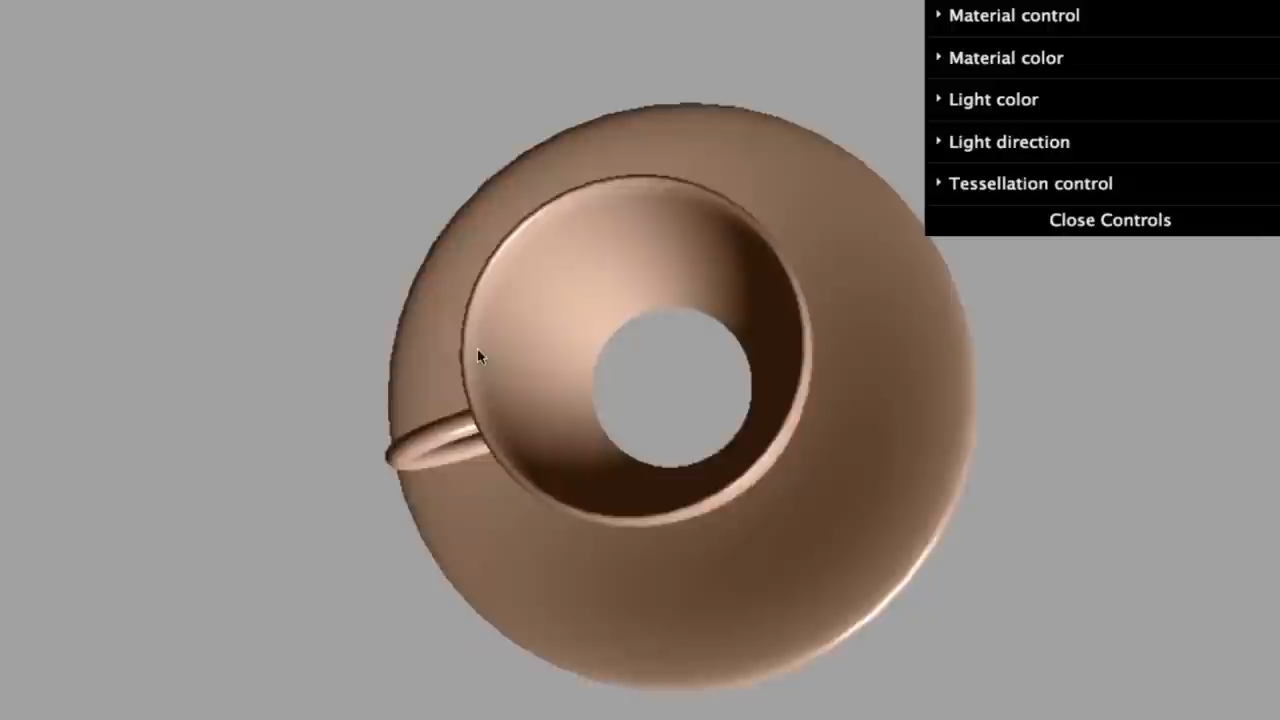 Material control
Material color
Light color
Light direction
Tessellation control
Close Controls